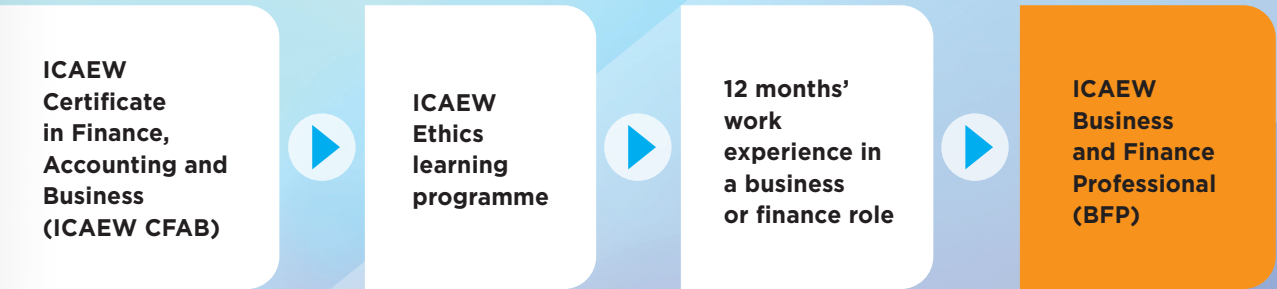 ICAEW
Certificate
in Finance,
Accounting and
Business
(ICAEW CFAB)
ICAEW
Ethics
learning
programme
12 months’
work
experience in
a business
or finance role
ICAEW
Business
and Finance
Professional
(BFP)